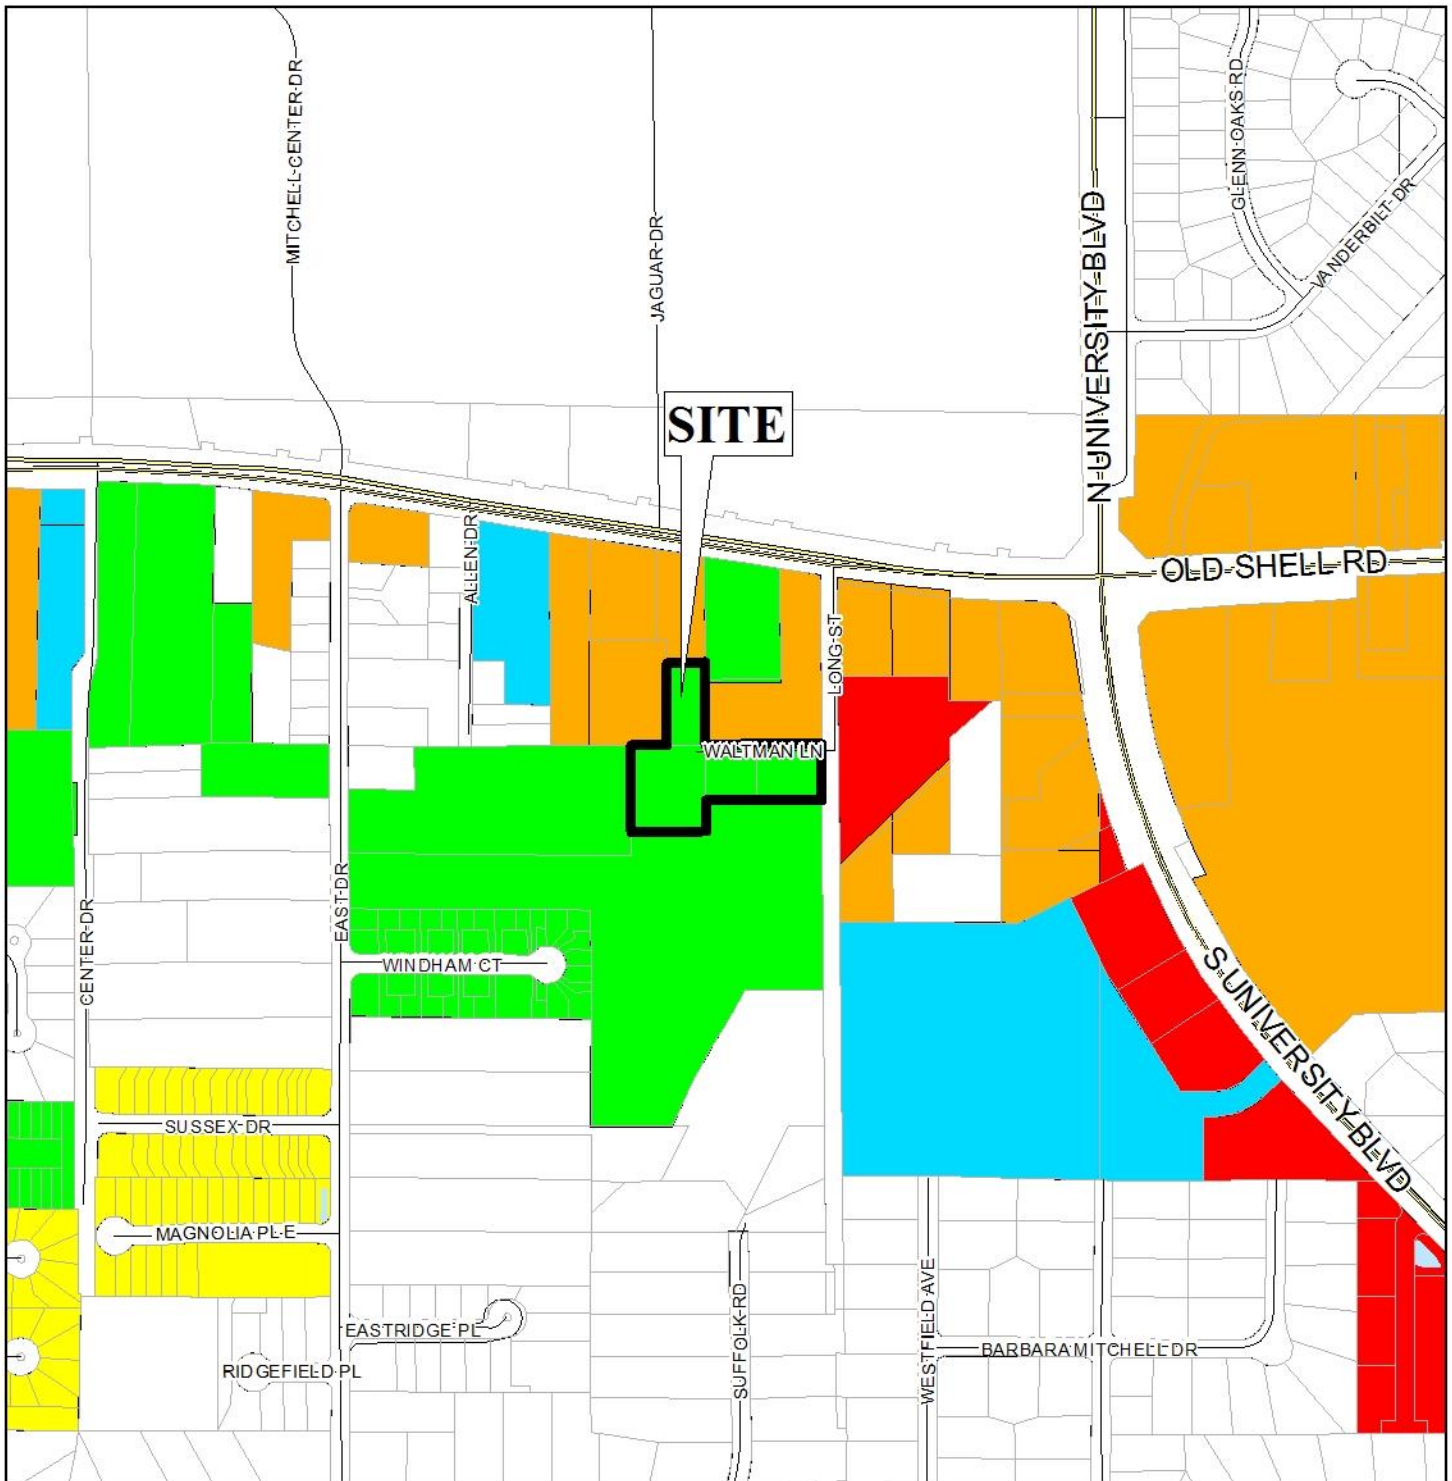 MITCHELL CENTER DR
JAGUAR DR
N UNIVERSITY BLVD
GLENN OAKS RD
VANDERBILT DR
SITE
ALLEN DR
OLD SHELL RD
LONG ST
WALTMAN LN
EAST DR
CENTER DR
WINDHAM CT
S UNIVERSITY BLVD
SUSSEX DR
MAGNOLIA PL E
EASTRIDGE PL
SUFFOLK RD
WESTFIELD AVE
BARBARA MITCHELL DR
RIDGEFIELD PL